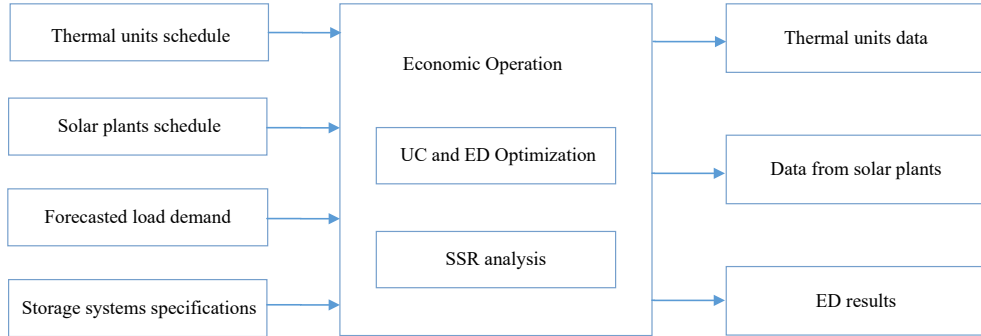 Thermal units schedule
Solar plants schedule
Forecasted load demand
Storage systems specifications
Economic Operation
UC and ED Optimization
SSR analysis
Thermal units data
Data from solar plants
ED results